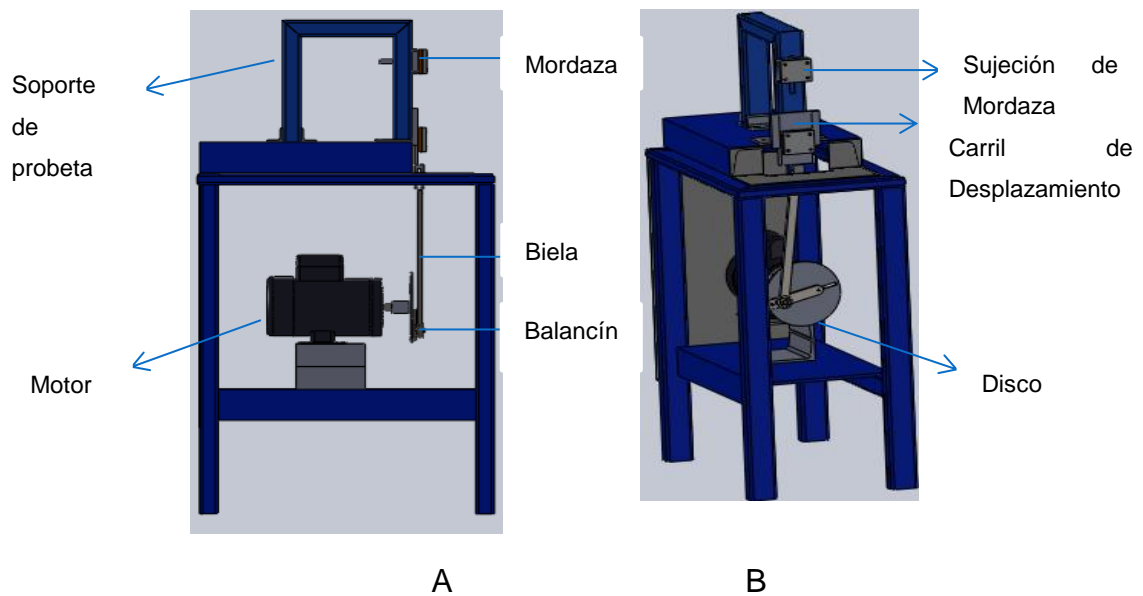 Soporte
de
probeta
Motor
Mordaza
Biela
Balancín
Sujeción de
Mordaza
Carril de
Desplazamiento
Disco
A B